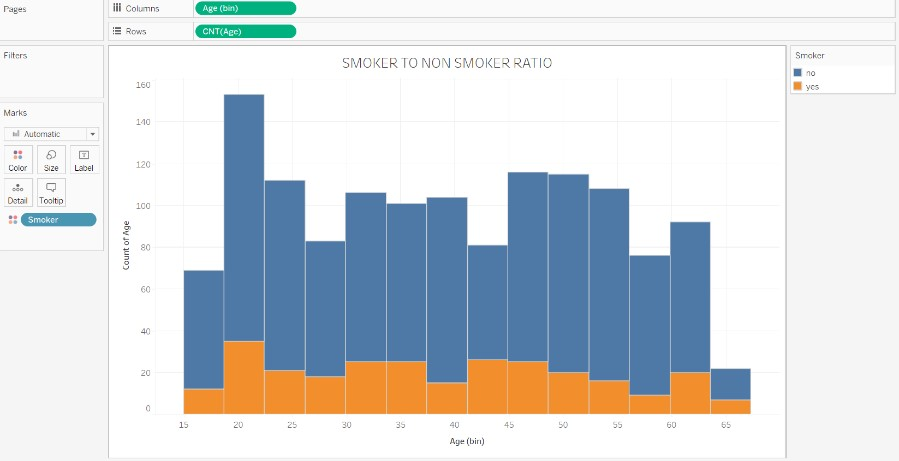 Pages
Columns
Age (bin)
Rows
CNT(Age)
Filters
Marks
Automatic
Color
Size
Label
Detail
Tooltip
Smoker
SMOKER TO NON SMOKER RATIO
160
140
120
100
80
60
40
20
0
Count of Age
15 20 25 30 35 40 45 50 55 60 65
Age (bin)
Smoker
no
yes